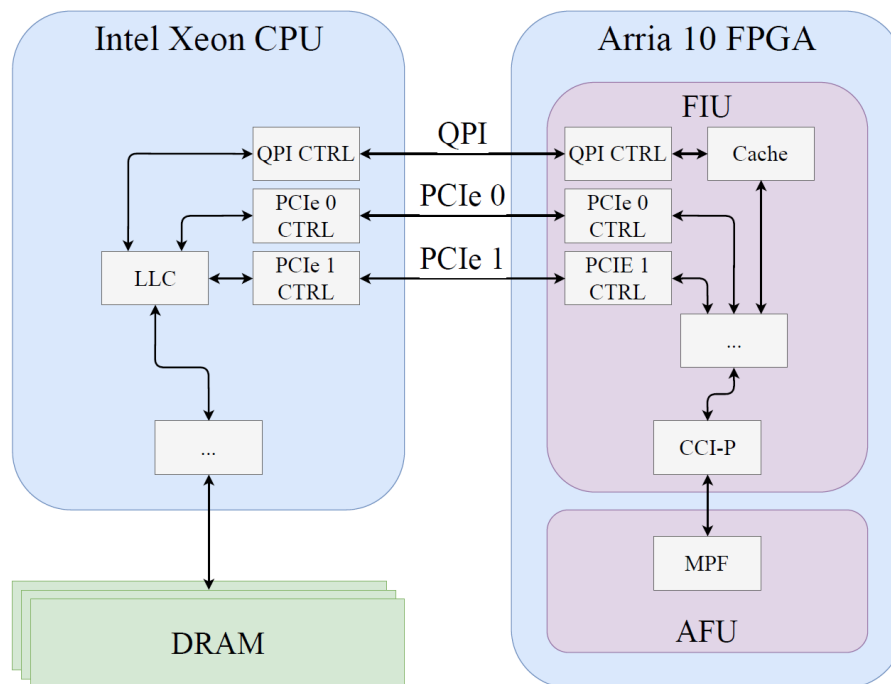 Intel Xeon CPU
Arria 10 FPGA
FIU
QPI CTRL
QPI
QPI CTRL
Cache
PCIe 0
CTRL
PCIe 0
PCIe 0
CTRL
LLC
PCIe 1
CTRL
PCIe 1
PCIE 1
CTRL
...
...
CCI-P
MPF
DRAM
AFU